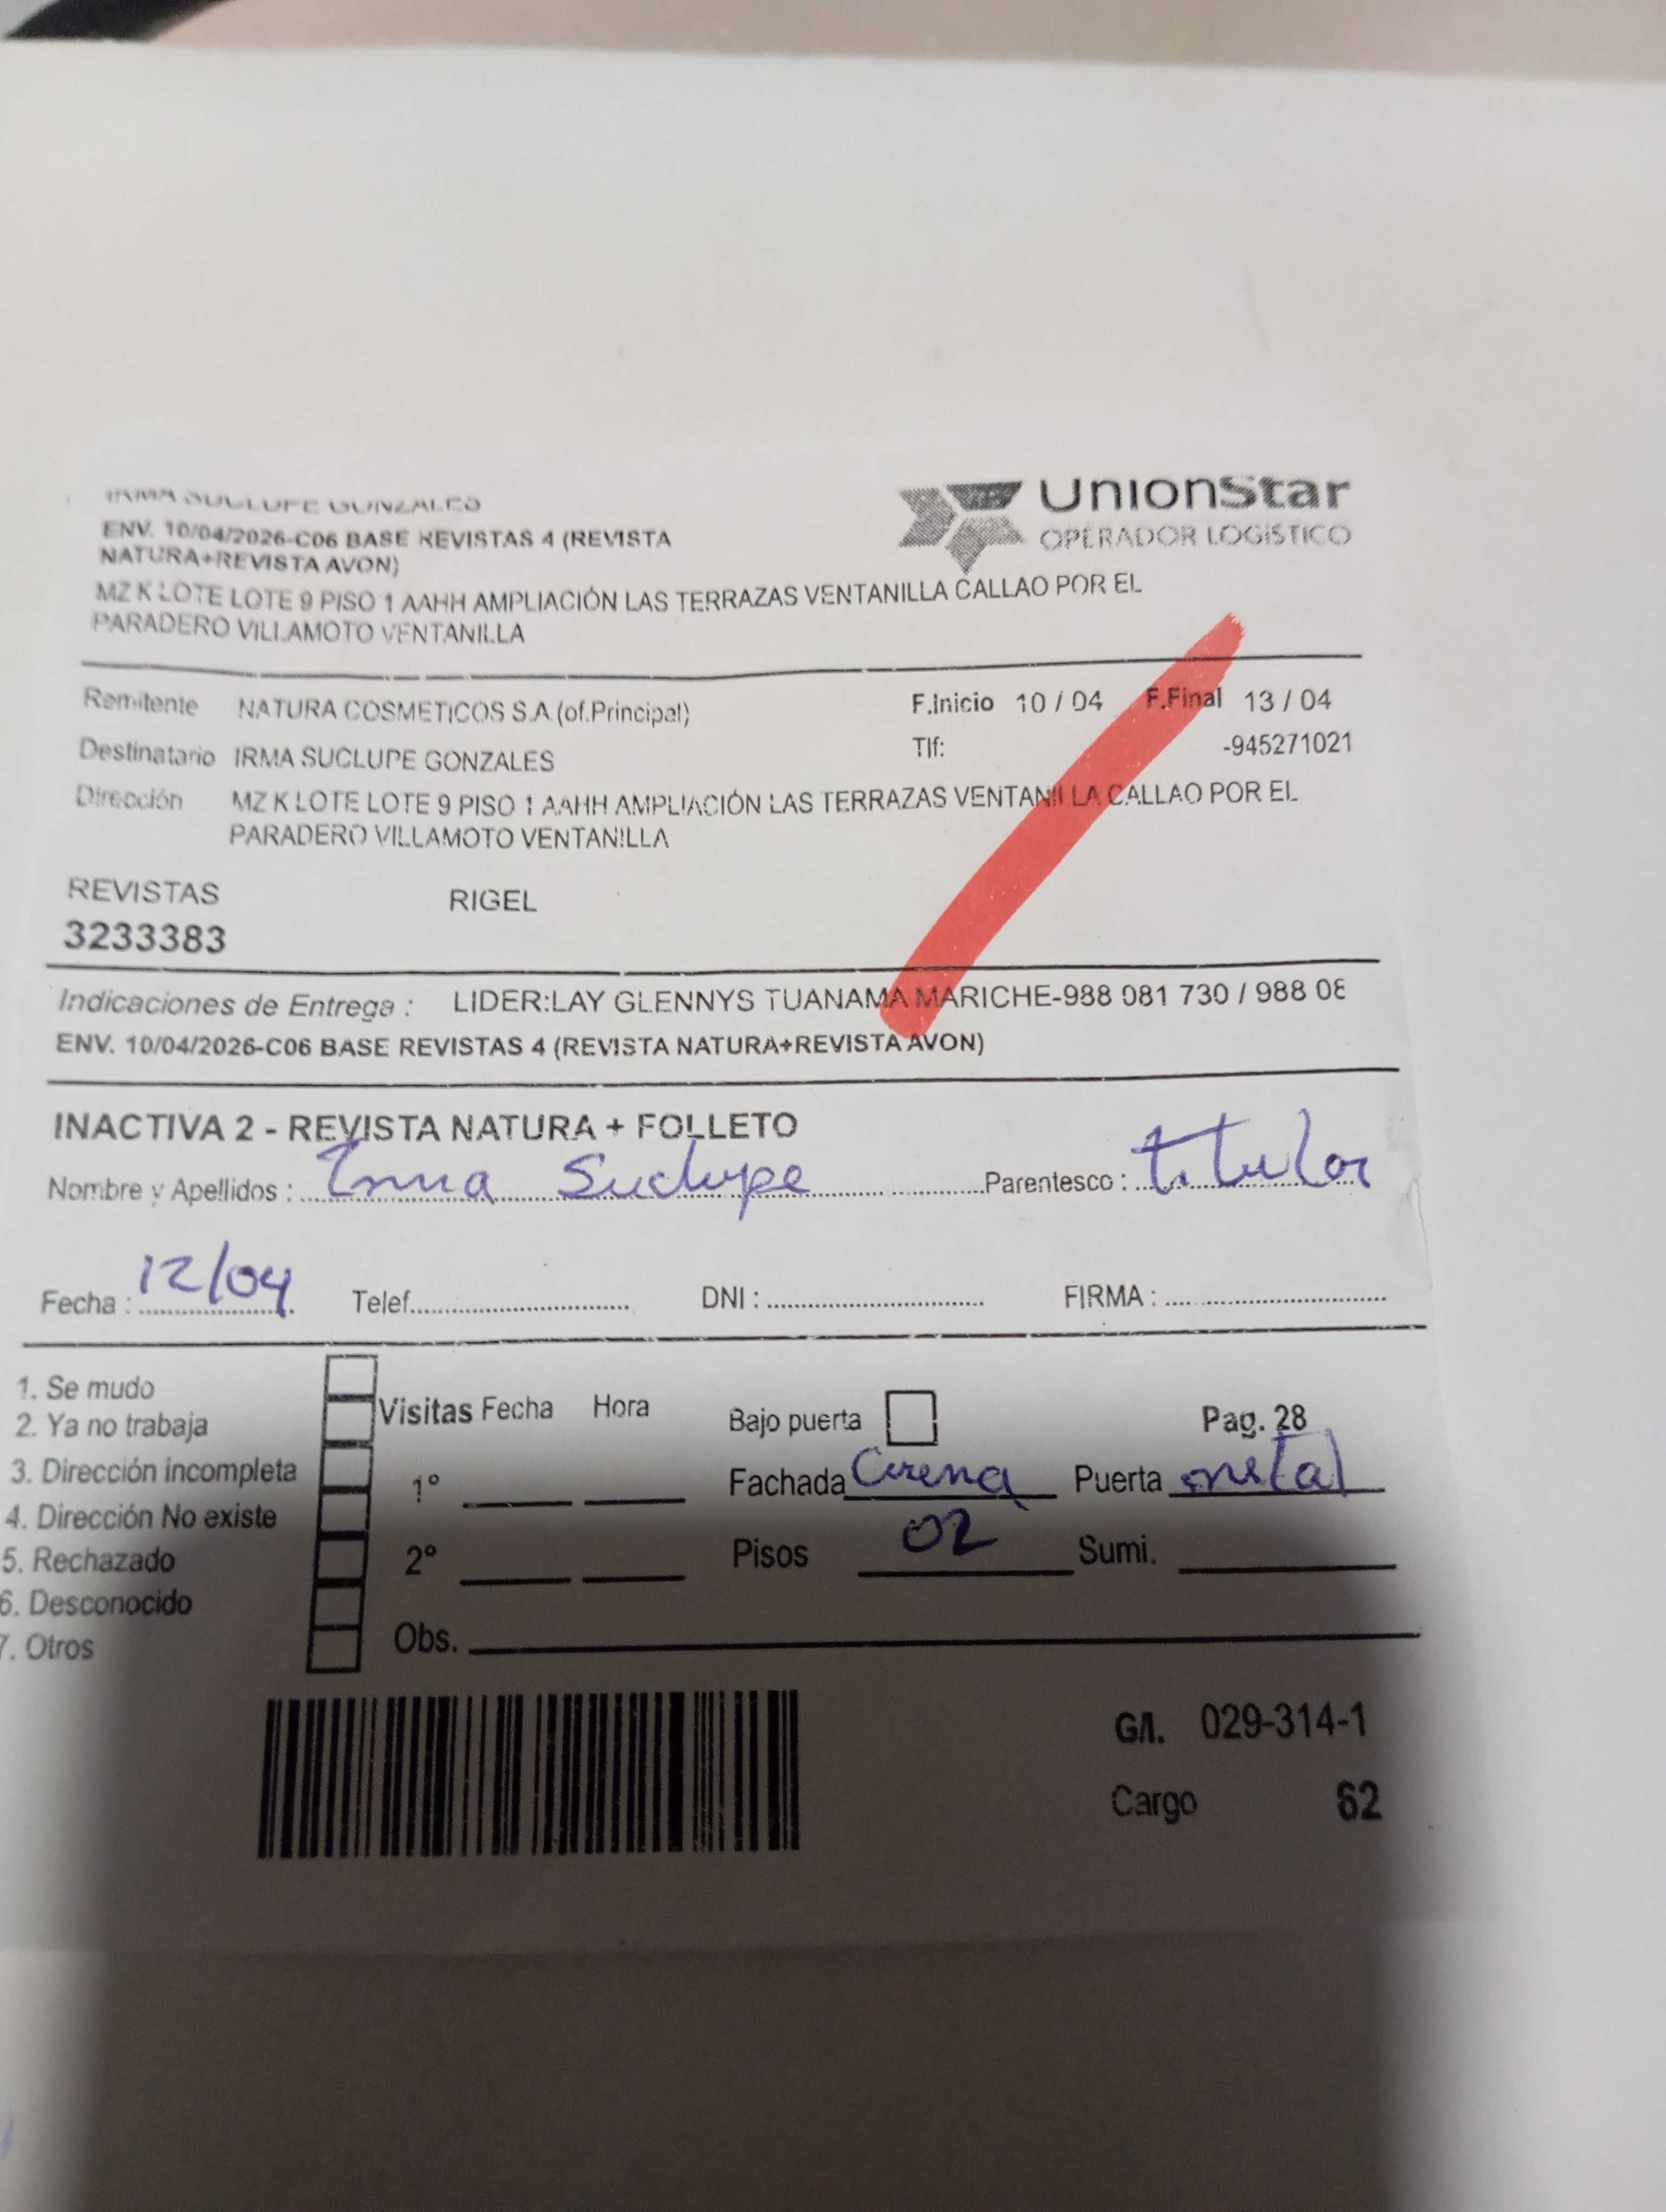 IRMA SUCLUPE GONZALES
ENV. 10/04/2026-C06 BASE REVISTAS 4 (REVISTA
NATURA+REVISTA AVON)
MZ K LOTE LOTE 9 PISO 1 AAHH AMPLIACIÓN LAS TERRAZAS VENTANILLA CALLAO POR EL
PARADERO VILLAMOTO VENTANILLA
UnionStar
OPERADOR LOGISTICO
Remitente NATURA COSMETICOS S.A (of.Principal) F.Inicio 10 / 04 F.Final 13 / 04
Destinatario IRMA SUCLUPE GONZALES Tlf: -945271021
Dirección MZ K LOTE LOTE 9 PISO 1 AAHH AMPLIACIÓN LAS TERRAZAS VENTANILLA CALLAO POR EL
PARADERO VILLAMOTO VENTANILLA
REVISTAS RIGEL
3233383
Indicaciones de Entrega : LIDER:LAY GLENNYS TUANAMA MARICHE-988 081 730 / 988 08
ENV. 10/04/2026-C06 BASE REVISTAS 4 (REVISTA NATURA+REVISTA AVON)
INACTIVA 2 - REVISTA NATURA + FOLLETO
Nombre y Apellidos : Irma Suclupe Parentesco : titular
Fecha : 12/04 Telef. DNI : FIRMA :
1. Se mudo
2. Ya no trabaja
3. Dirección incompleta
4. Dirección No existe
5. Rechazado
6. Desconocido
7. Otros
Visitas Fecha Hora Bajo puerta Pag. 28
1° Fachada Crema Puerta metal
2° Pisos 02 Sumi.
Obs.
G/I. 029-314-1
Cargo 62